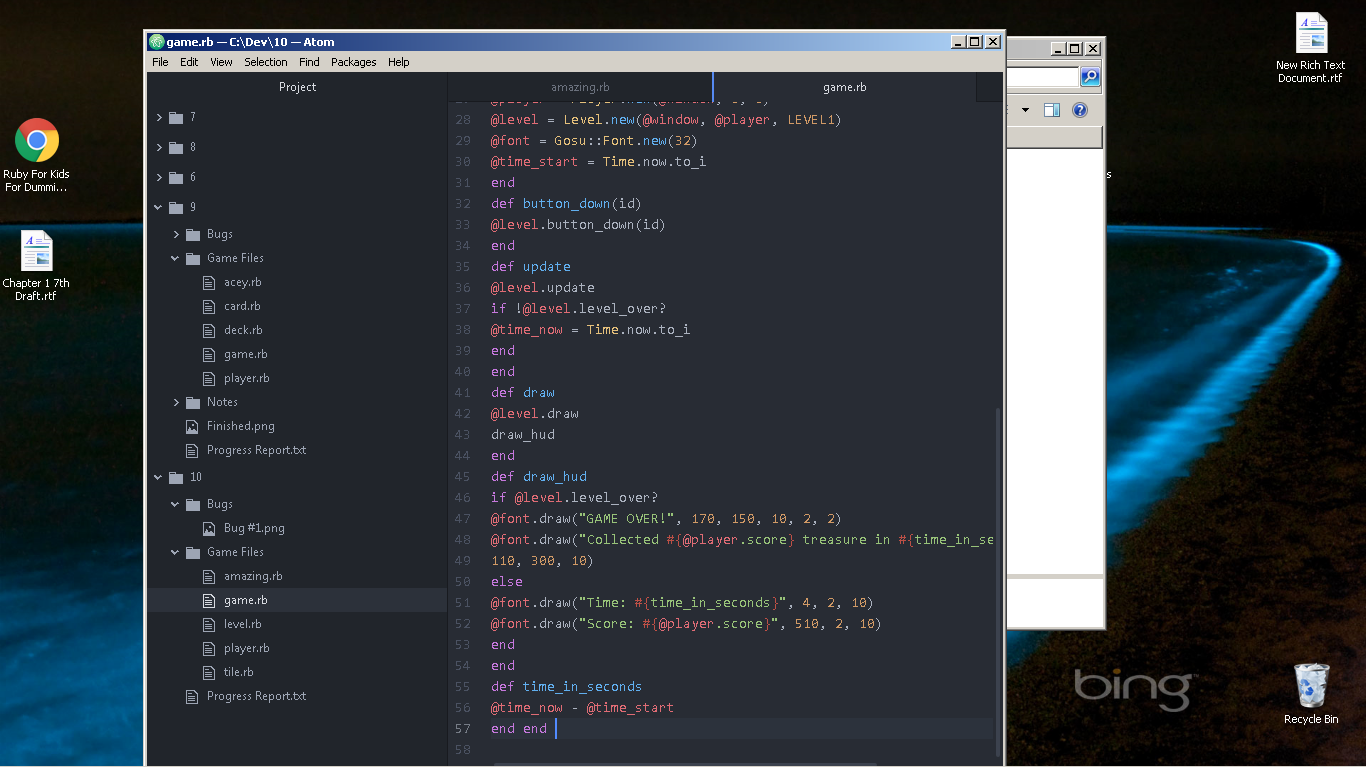 game.rb — C:\Dev\10 — Atom
File Edit View Selection Find Packages Help
Project
7
8
6
9
Bugs
Game Files
acey.rb
card.rb
deck.rb
game.rb
player.rb
Notes
Finished.png
Progress Report.txt
10
Bugs
Bug #1.png
Game Files
amazing.rb
game.rb
level.rb
player.rb
tile.rb
Progress Report.txt
amazing.rb
game.rb
28 @level = Level.new(@window, @player, LEVEL1)
29 @font = Gosu::Font.new(32)
30 @time_start = Time.now.to_i
31 end
32 def button_down(id)
33 @level.button_down(id)
34 end
35 def update
36 @level.update
37 if !@level.level_over?
38 @time_now = Time.now.to_i
39 end
40 end
41 def draw
42 @level.draw
43 draw_hud
44 end
45 def draw_hud
46 if @level.level_over?
47 @font.draw("GAME OVER!", 170, 150, 10, 2, 2)
48 @font.draw("Collected #{@player.score} treasure in #{time_in_se
49 110, 300, 10)
50 else
51 @font.draw("Time: #{time_in_seconds}", 4, 2, 10)
52 @font.draw("Score: #{@player.score}", 510, 2, 10)
53 end
54 end
55 def time_in_seconds
56 @time_now - @time_start
57 end end
58
Ruby For Kids
For Dummi...
Chapter 1 7th
Draft.rtf
New Rich Text
Document.rtf
s
bing
Recycle Bin